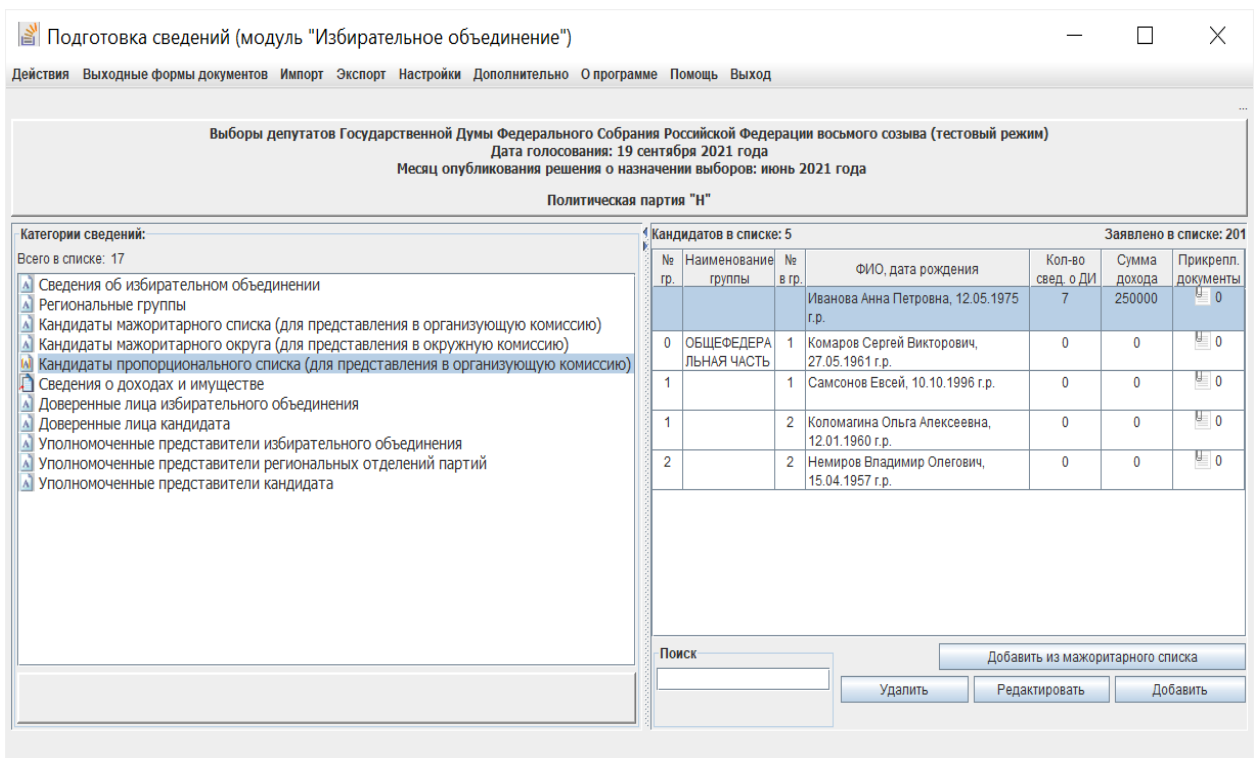 Подготовка сведений (модуль "Избирательное объединение")
Действия Выходные формы документов Импорт Экспорт Настройки Дополнительно О программе Помощь Выход
...
Выборы депутатов Государственной Думы Федерального Собрания Российской Федерации восьмого созыва (тестовый режим)
Дата голосования: 19 сентября 2021 года
Месяц опубликования решения о назначении выборов: июнь 2021 года
Политическая партия "Н"
Категории сведений:
Всего в списке: 17
Сведения об избирательном объединении
Региональные группы
Кандидаты мажоритарного списка (для представления в организующую комиссию)
Кандидаты мажоритарного округа (для представления в окружную комиссию)
Кандидаты пропорционального списка (для представления в организующую комиссию)
Сведения о доходах и имуществе
Доверенные лица избирательного объединения
Доверенные лица кандидата
Уполномоченные представители избирательного объединения
Уполномоченные представители региональных отделений партий
Уполномоченные представители кандидата
Кандидатов в списке: 5 Заявлено в списке: 201
№ Наименование № ФИО, дата рождения Кол-во Сумма Прикрепл.
гр. группы в гр. свед. о ДИ дохода документы
Иванова Анна Петровна, 12.05.1975 7 250000 0
г.р.
0 ОБЩЕФЕДЕРА 1 Комаров Сергей Викторович, 0 0 0
ЛЬНАЯ ЧАСТЬ 27.05.1961 г.р.
1 1 Самсонов Евсей, 10.10.1996 г.р. 0 0 0
1 2 Коломагина Ольга Алексеевна, 0 0 0
12.01.1960 г.р.
2 2 Немиров Владимир Олегович, 0 0 0
15.04.1957 г.р.
Поиск
Добавить из мажоритарного списка
Удалить Редактировать Добавить